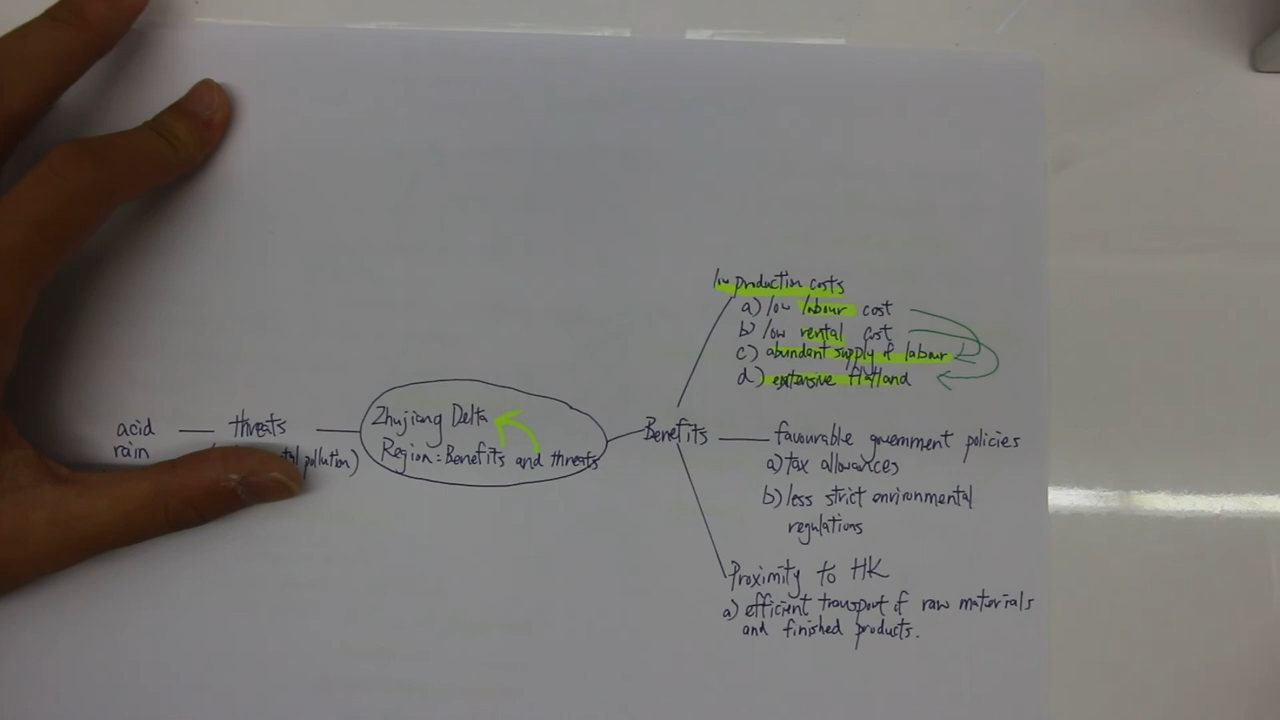 low production costs
a) low labour cost
b) low rental cost
c) abundant supply of labour
d) extensive flatland
acid
rain
threats
tal pollution)
Zhujiang Delta
Region = Benefits and threats
Benefits
favourable government policies
a) tax allowances
b) less strict environmental
regulations
Proximity to HK
a) efficient transport of raw materials
and finished products.